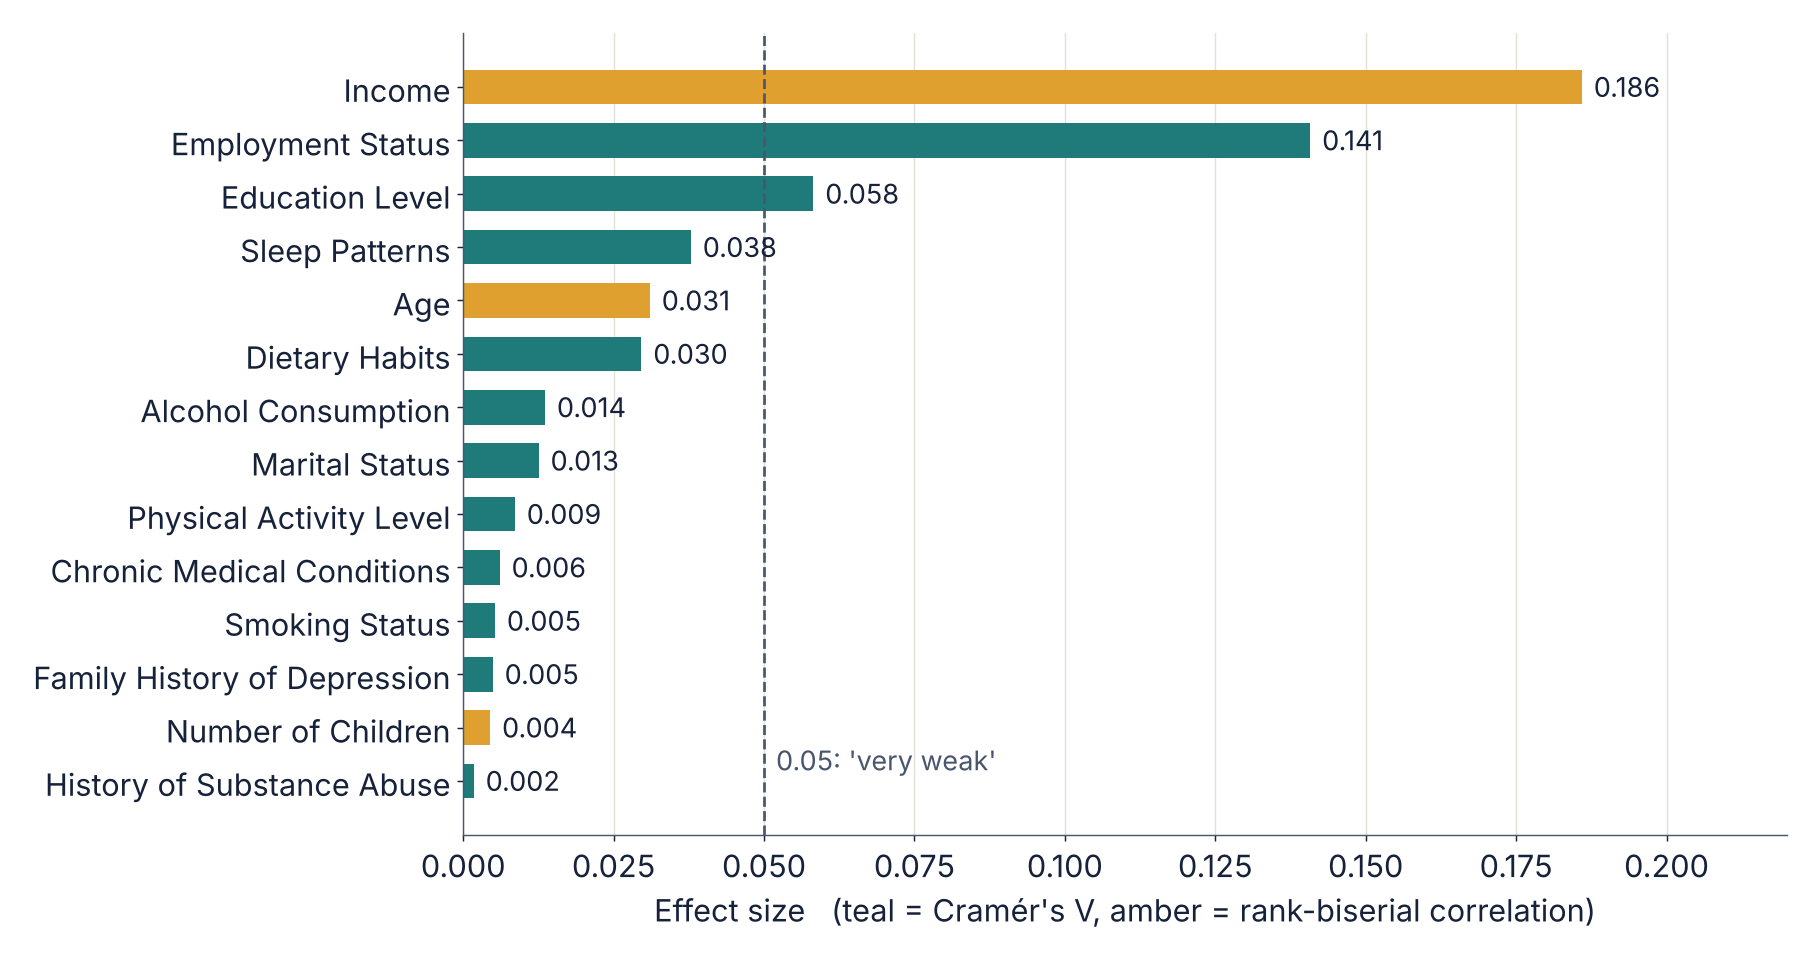 Income 0.186
Employment Status 0.141
Education Level 0.058
Sleep Patterns 0.038
Age 0.031
Dietary Habits 0.030
Alcohol Consumption 0.014
Marital Status 0.013
Physical Activity Level 0.009
Chronic Medical Conditions 0.006
Smoking Status 0.005
Family History of Depression 0.005
Number of Children 0.004
0.05: 'very weak'
History of Substance Abuse 0.002
0.000 0.025 0.050 0.075 0.100 0.125 0.150 0.175 0.200
Effect size (teal = Cramér's V, amber = rank-biserial correlation)